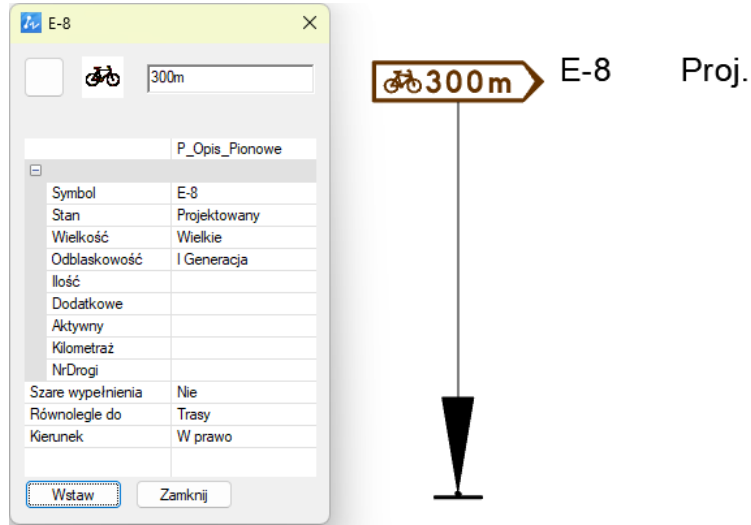 E-8
300m
P_Opis_Pionowe
Symbol E-8
Stan Projektowany
Wielkość Wielkie
Odblaskowość I Generacja
Ilość
Dodatkowe
Aktywny
Kilometraż
NrDrogi
Szare wypełnienia Nie
Równolegle do Trasy
Kierunek W prawo
Wstaw Zamknij
300m E-8 Proj.